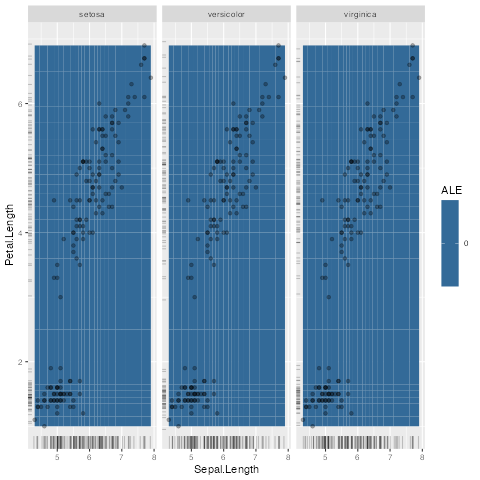 setosa versicolor virginica
6
4
2
Petal.Length
5 6 7 8 5 6 7 8 5 6 7 8
Sepal.Length
ALE
0